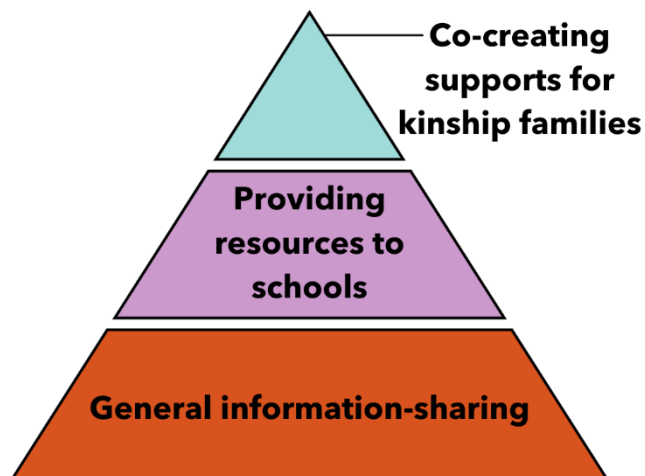 Co-creating
supports for
kinship families
Providing
resources to
schools
General information-sharing